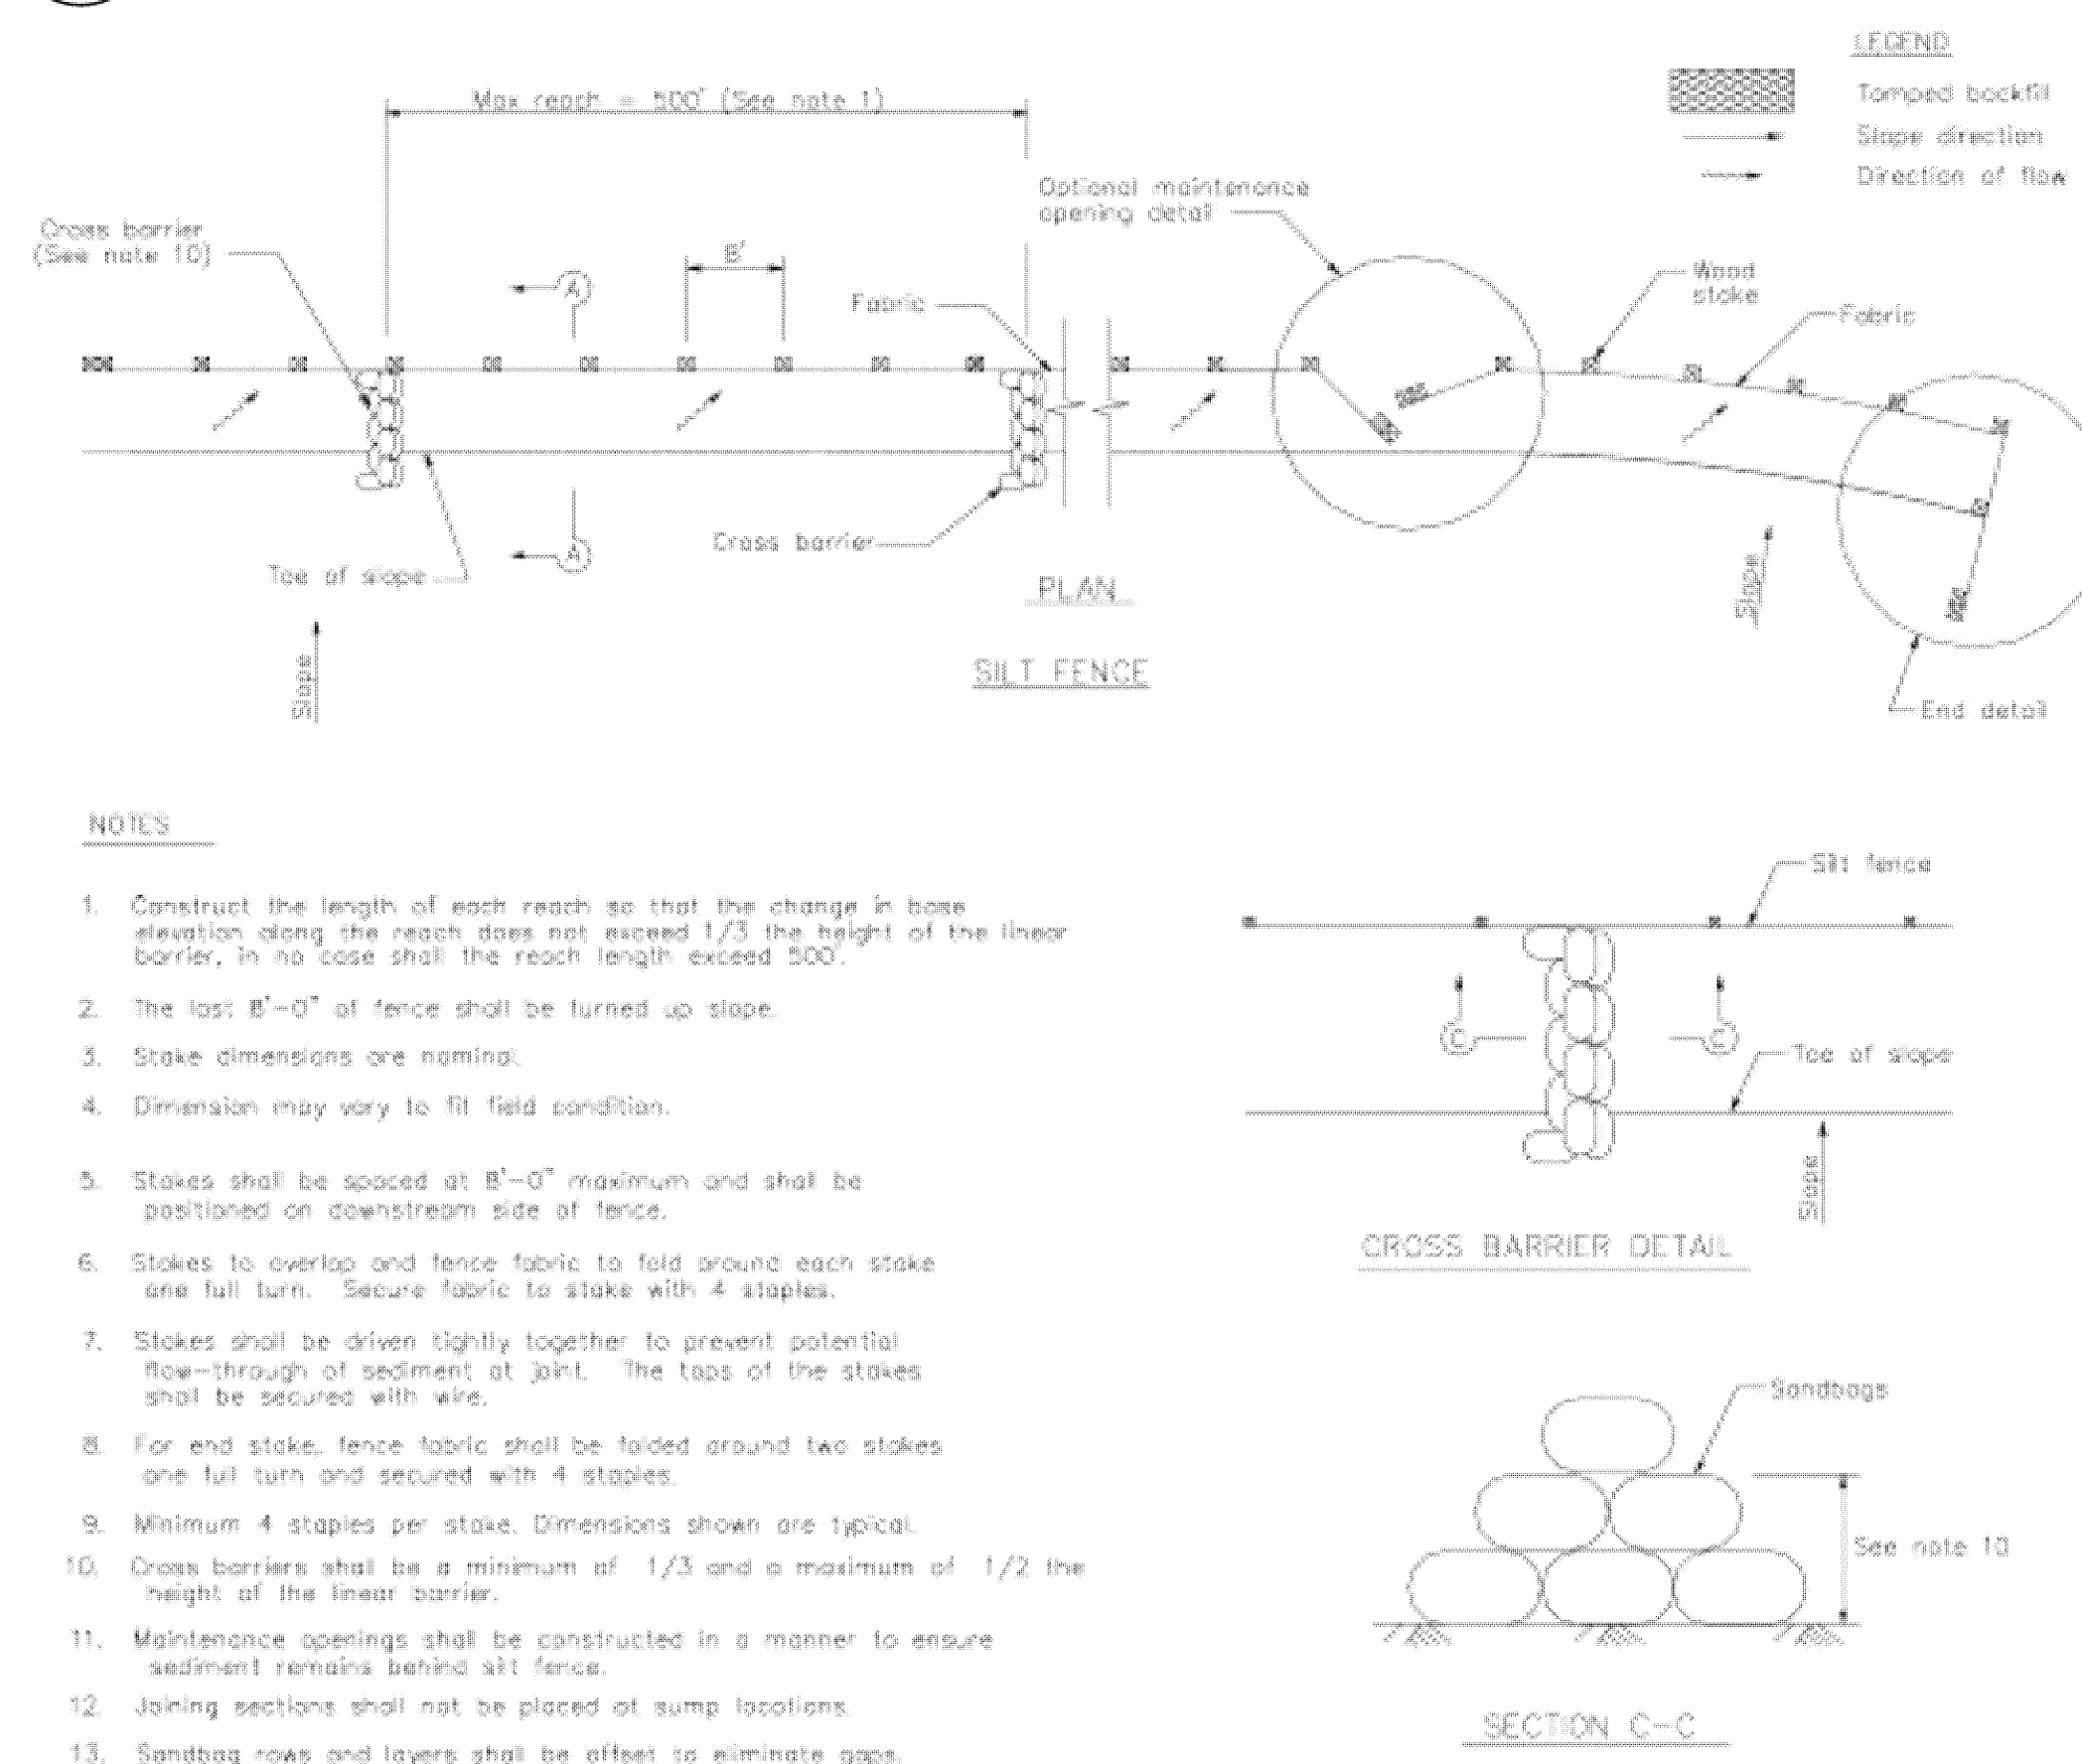 LEGEND
Tamped backfill
Slope direction
Direction of flow
Max reach = 500' (See note 1)
Optional maintenance
opening detail
Cross barrier
(See note 10)
8'
A
Fabric
Wood
stake
Fabric
Cross barrier
A
Toe of slope
PLAN
Slope
Slope
SILT FENCE
End detail
NOTES
1. Construct the length of each reach so that the change in base
elevation along the reach does not exceed 1/3 the height of the linear
barrier, in no case shall the reach length exceed 500'.
2. The last 8'-0" of fence shall be turned up slope.
3. Stake dimensions are nominal.
4. Dimension may vary to fit field condition.
5. Stakes shall be spaced at 8'-0" maximum and shall be
positioned on downstream side of fence.
6. Stakes to overlap and fence fabric to fold around each stake
one full turn. Secure fabric to stake with 4 staples.
7. Stakes shall be driven tightly together to prevent potential
flow-through of sediment at joint. The tops of the stakes
shall be secured with wire.
8. For end stake, fence fabric shall be folded around two stakes
one full turn and secured with 4 staples.
9. Minimum 4 staples per stake. Dimensions shown are typical.
10. Cross barriers shall be a minimum of 1/3 and a maximum of 1/2 the
height of the linear barrier.
11. Maintenance openings shall be constructed in a manner to ensure
sediment remains behind silt fence.
12. Joining sections shall not be placed at sump locations.
13. Sandbag rows and layers shall be offset to eliminate gaps.
Silt fence
C
C
Toe of slope
Slope
CROSS BARRIER DETAIL
Sandbags
See note 10
SECTION C-C